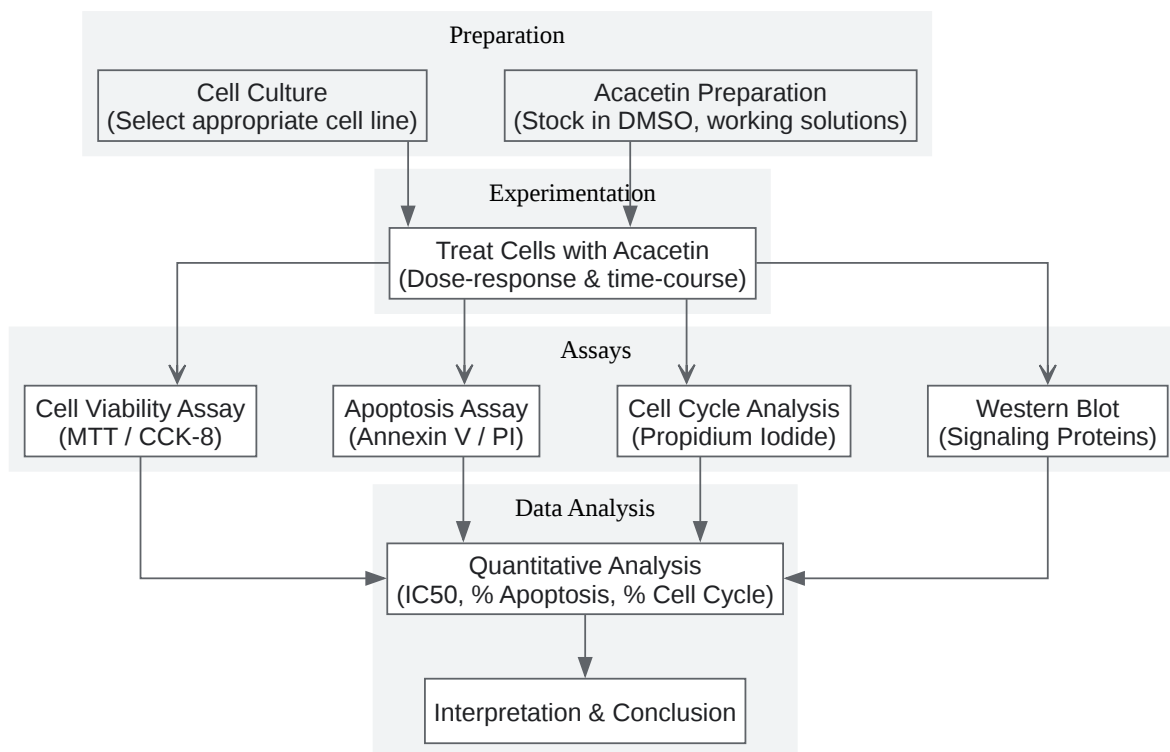 Preparation
Cell Culture
(Select appropriate cell line)
Acacetin Preparation
(Stock in DMSO, working solutions)
Experimentation
Treat Cells with Acacetin
(Dose-response & time-course)
Assays
Cell Viability Assay
(MTT / CCK-8)
Apoptosis Assay
(Annexin V / PI)
Cell Cycle Analysis
(Propidium Iodide)
Western Blot
(Signaling Proteins)
Data Analysis
Quantitative Analysis
(IC50, % Apoptosis, % Cell Cycle)
Interpretation & Conclusion